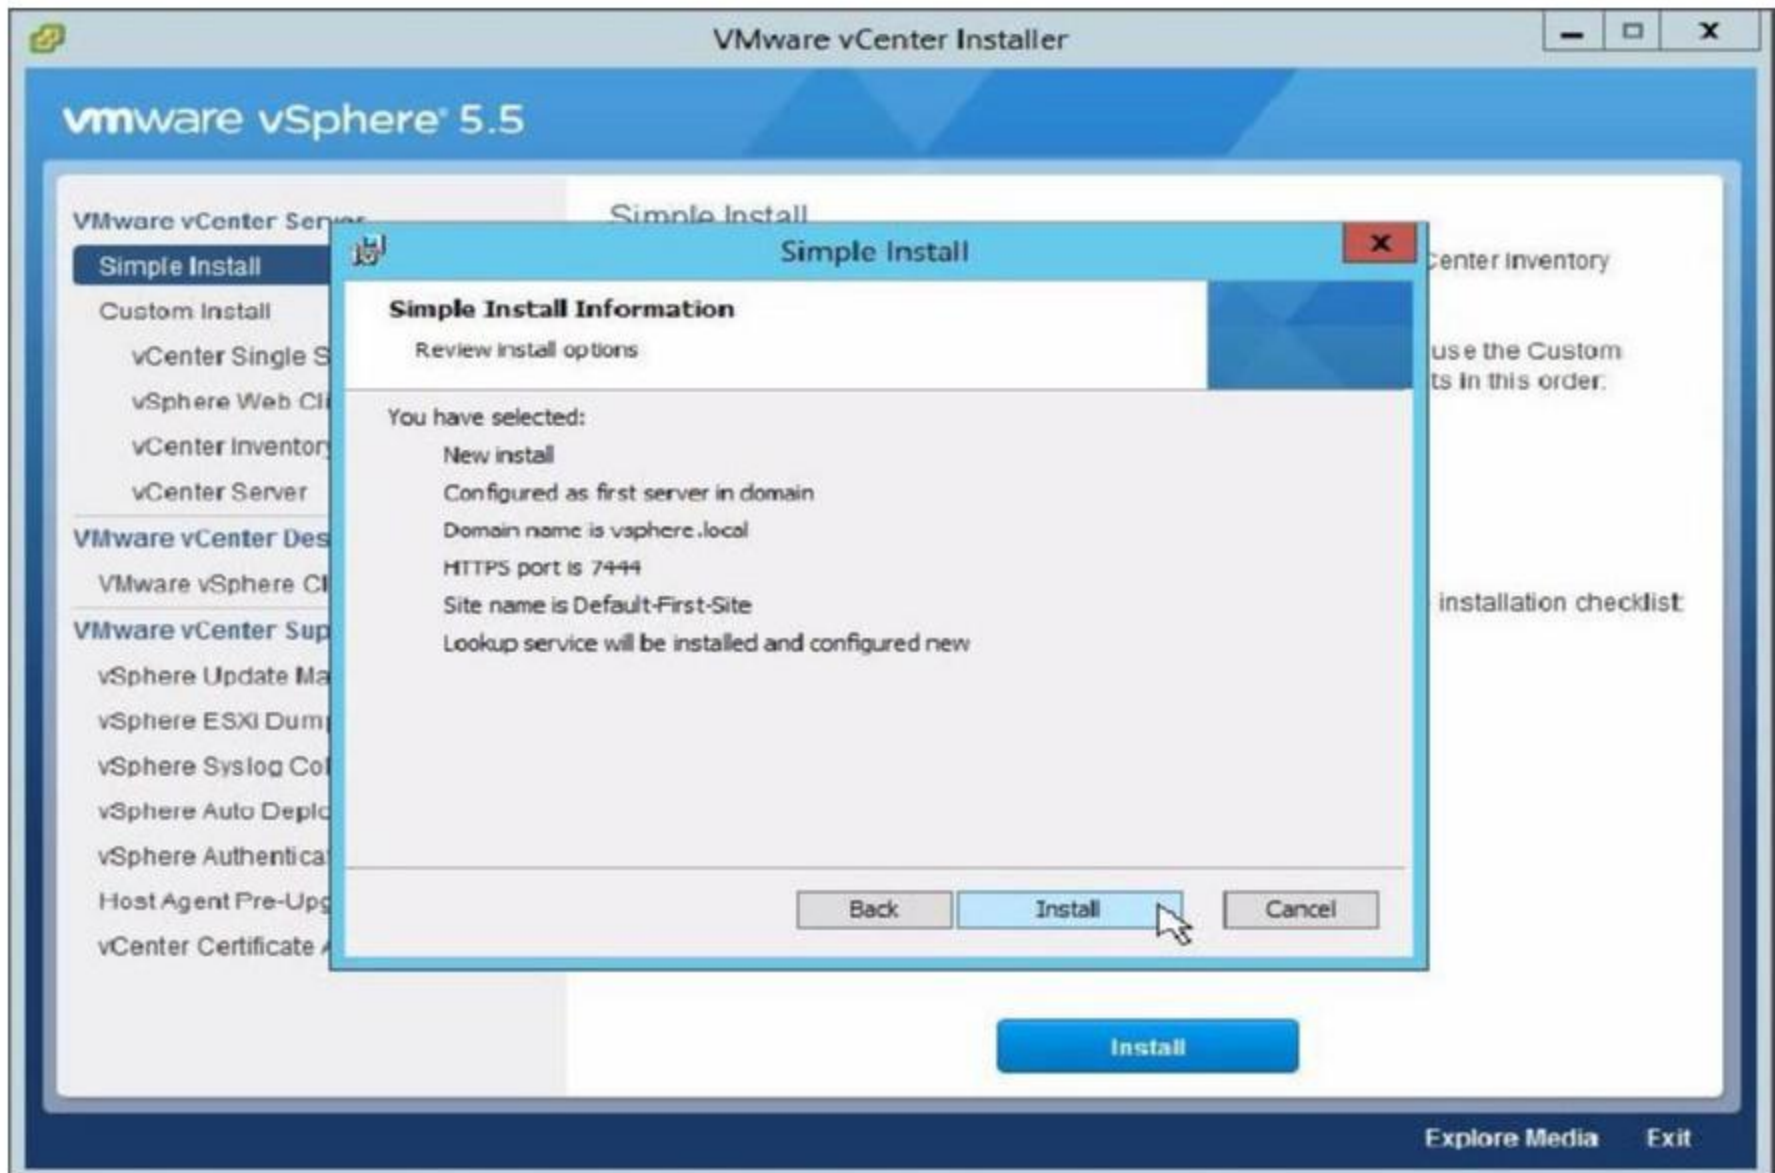 VMware vCenter Installer
vmware vSphere® 5.5
VMware vCenter Server
Simple Install
Custom Install
vCenter Single S
vSphere Web Cli
vCenter Inventory
vCenter Server
VMware vCenter Des
VMware vSphere Cl
VMware vCenter Sup
vSphere Update Ma
vSphere ESXi Dump
vSphere Syslog Col
vSphere Auto Deplo
vSphere Authentica
Host Agent Pre-Upg
vCenter Certificate A
Simple Install
Center Inventory
use the Custom
ts in this order:
installation checklist:
Simple Install
Simple Install Information
Review install options
You have selected:
New install
Configured as first server in domain
Domain name is vsphere.local
HTTPS port is 7444
Site name is Default-First-Site
Lookup service will be installed and configured new
Back Install Cancel
Install
Explore Media Exit